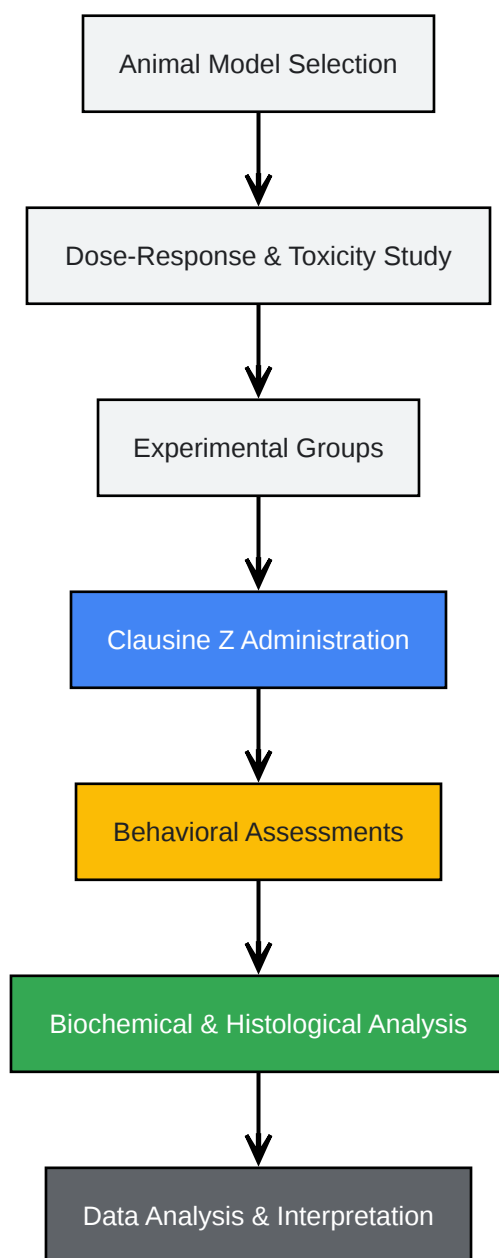 Animal Model Selection
Dose-Response & Toxicity Study
Experimental Groups
Clausine Z Administration
Behavioral Assessments
Biochemical & Histological Analysis
Data Analysis & Interpretation